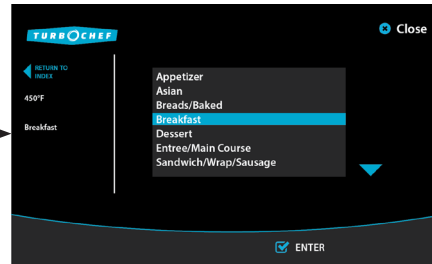 TURBOCHEF
Close
RETURN TO
INDEX
450°F
Breakfast
Appetizer
Asian
Breads/Baked
Breakfast
Dessert
Entree/Main Course
Sandwich/Wrap/Sausage
ENTER